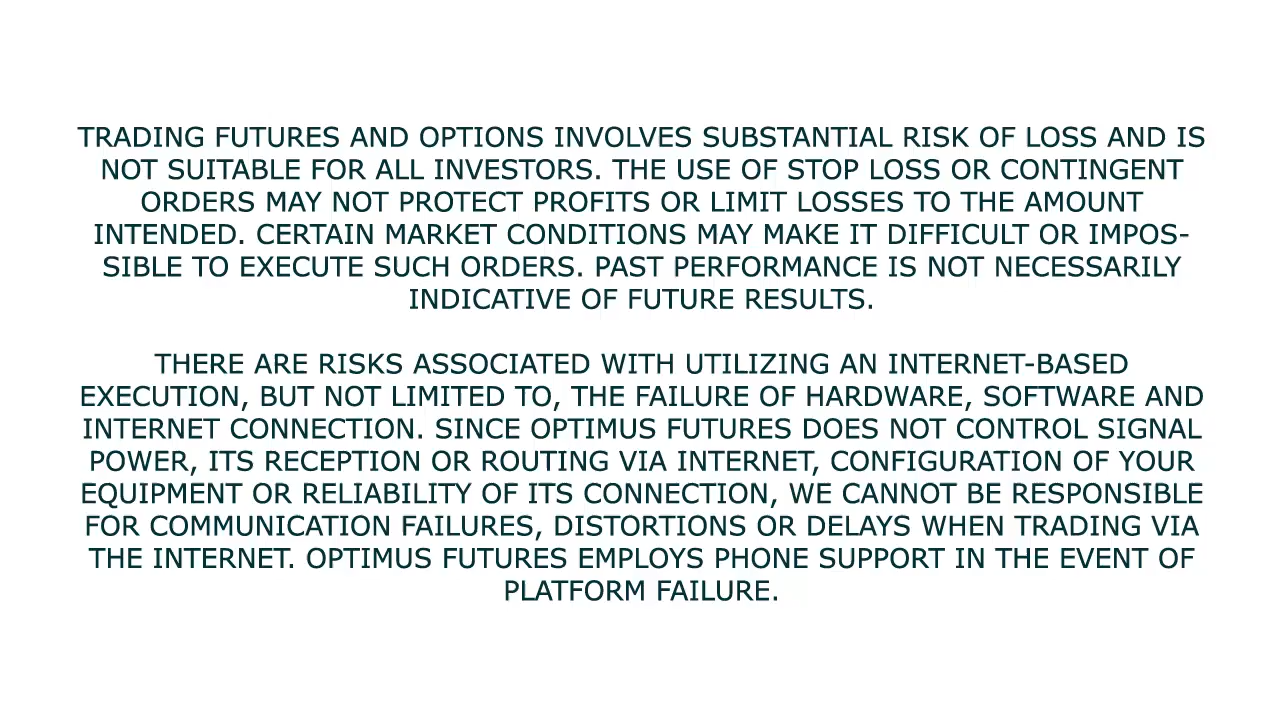 TRADING FUTURES AND OPTIONS INVOLVES SUBSTANTIAL RISK OF LOSS AND IS
NOT SUITABLE FOR ALL INVESTORS. THE USE OF STOP LOSS OR CONTINGENT
ORDERS MAY NOT PROTECT PROFITS OR LIMIT LOSSES TO THE AMOUNT
INTENDED. CERTAIN MARKET CONDITIONS MAY MAKE IT DIFFICULT OR IMPOS-
SIBLE TO EXECUTE SUCH ORDERS. PAST PERFORMANCE IS NOT NECESSARILY
INDICATIVE OF FUTURE RESULTS.
THERE ARE RISKS ASSOCIATED WITH UTILIZING AN INTERNET-BASED
EXECUTION, BUT NOT LIMITED TO, THE FAILURE OF HARDWARE, SOFTWARE AND
INTERNET CONNECTION. SINCE OPTIMUS FUTURES DOES NOT CONTROL SIGNAL
POWER, ITS RECEPTION OR ROUTING VIA INTERNET, CONFIGURATION OF YOUR
EQUIPMENT OR RELIABILITY OF ITS CONNECTION, WE CANNOT BE RESPONSIBLE
FOR COMMUNICATION FAILURES, DISTORTIONS OR DELAYS WHEN TRADING VIA
THE INTERNET. OPTIMUS FUTURES EMPLOYS PHONE SUPPORT IN THE EVENT OF
PLATFORM FAILURE.